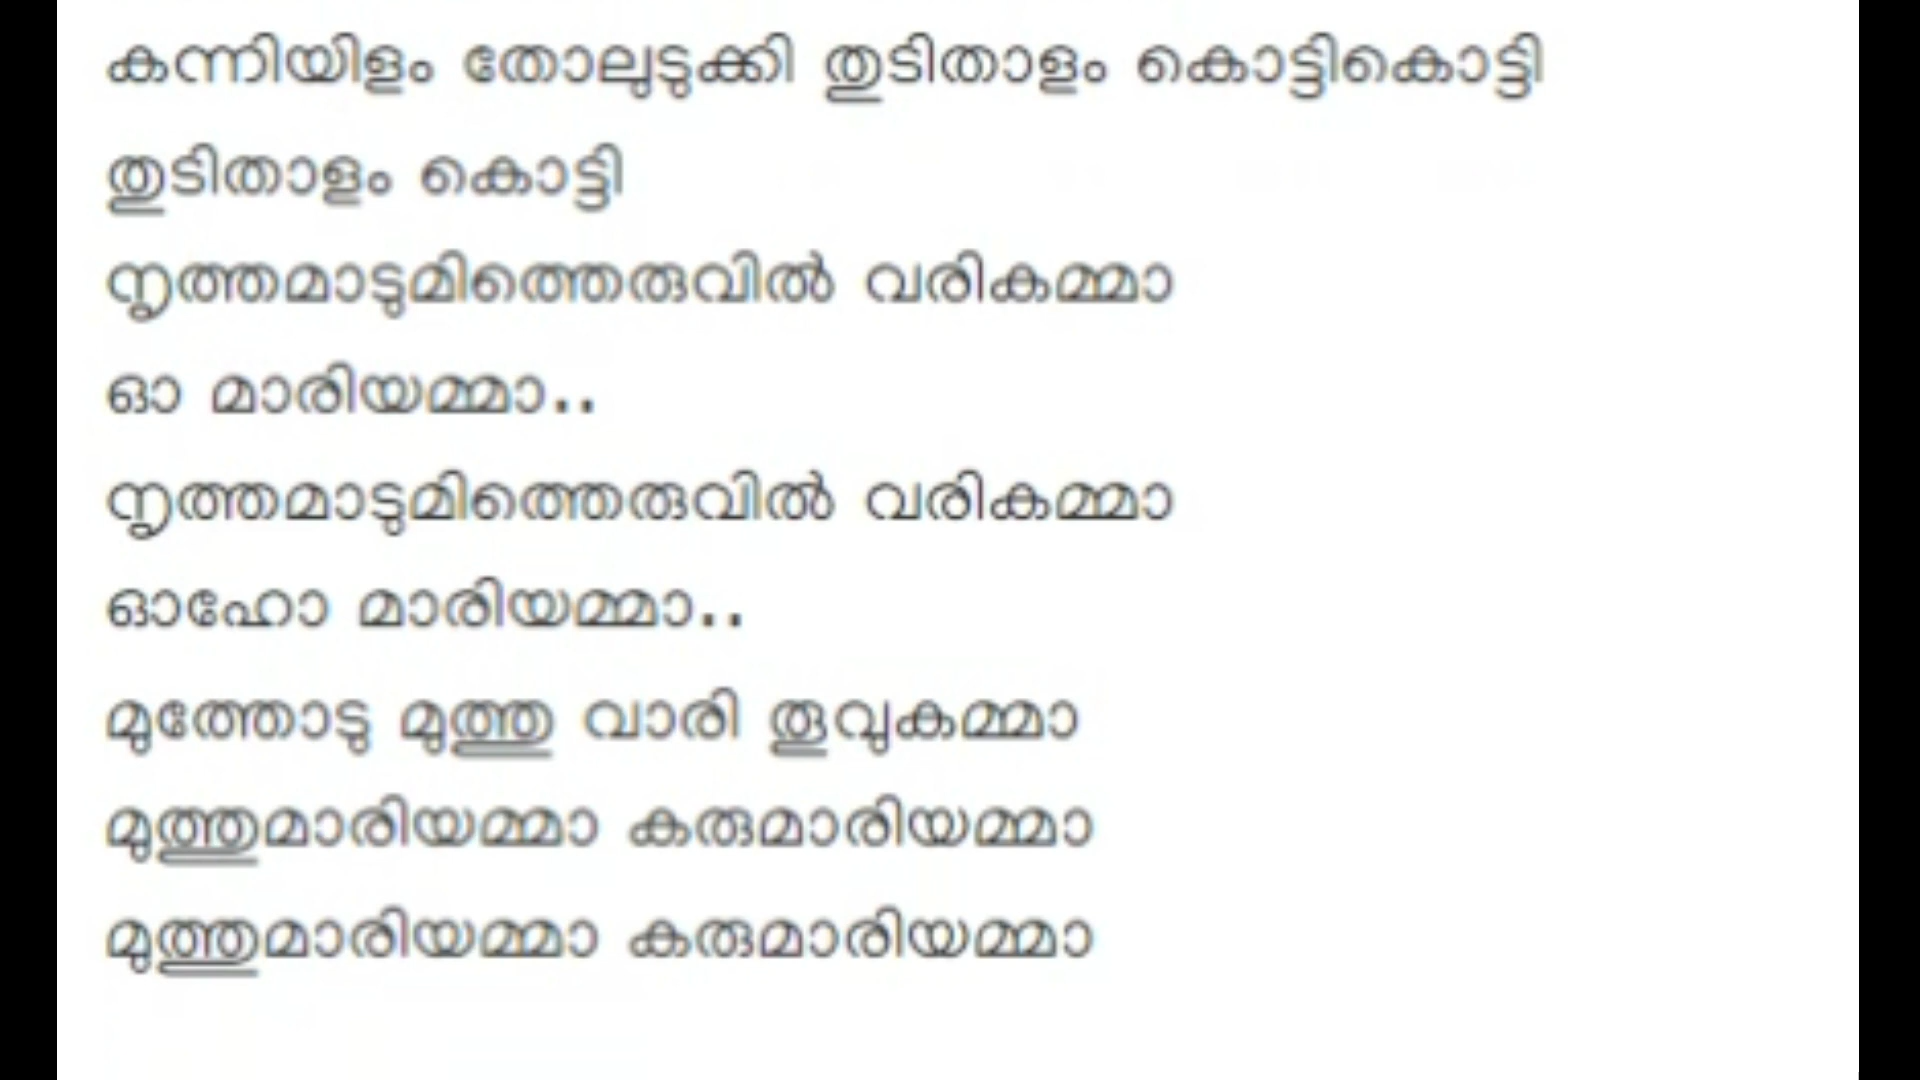 കന്നിയിളം തോലുടുക്കി തുടിതാളം കൊട്ടികൊട്ടി
തുടിതാളം കൊട്ടി
നൃത്തമാടുമിത്തെരുവിൽ വരികമ്മാ
ഓ മാരിയമ്മാ..
നൃത്തമാടുമിത്തെരുവിൽ വരികമ്മാ
ഓഹോ മാരിയമ്മാ..
മുത്തോടു മുത്തു വാരി തൂവുകമ്മാ
മുത്തുമാരിയമ്മാ കരുമാരിയമ്മാ
മുത്തുമാരിയമ്മാ കരുമാരിയമ്മാ